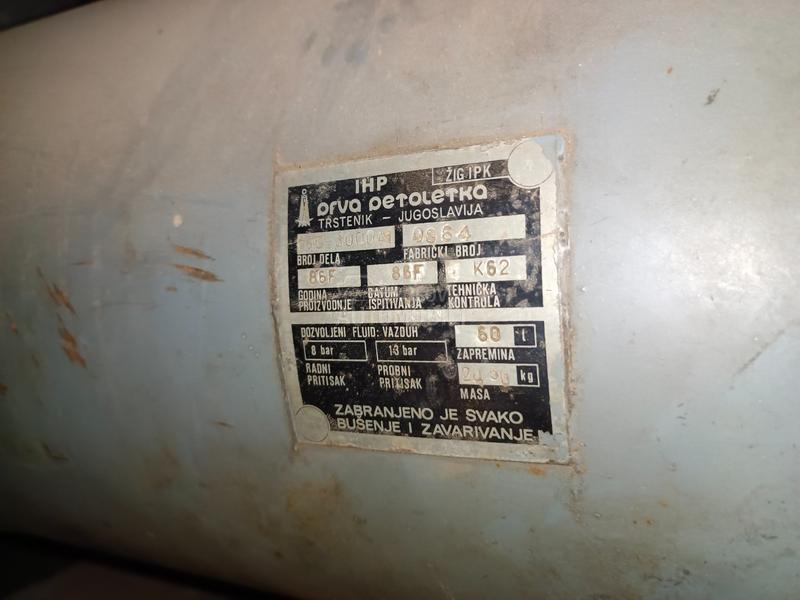 IHP
ŽIG IPK
PRVA PETOLETKA
TRSTENIK - JUGOSLAVIJA
0864
BROJ DELA FABRIČKI BROJ
86F 86F K62
GODINA PROIZVODNJE DATUM ISPITIVANJA TEHNIČKA KONTROLA
DOZVOLJENI FLUID: VAZDUH 60 l
8 bar 13 bar ZAPREMINA
RADNI PRITISAK PROBNI PRITISAK kg
MASA
ZABRANJENO JE SVAKO
BUŠENJE I ZAVARIVANJE